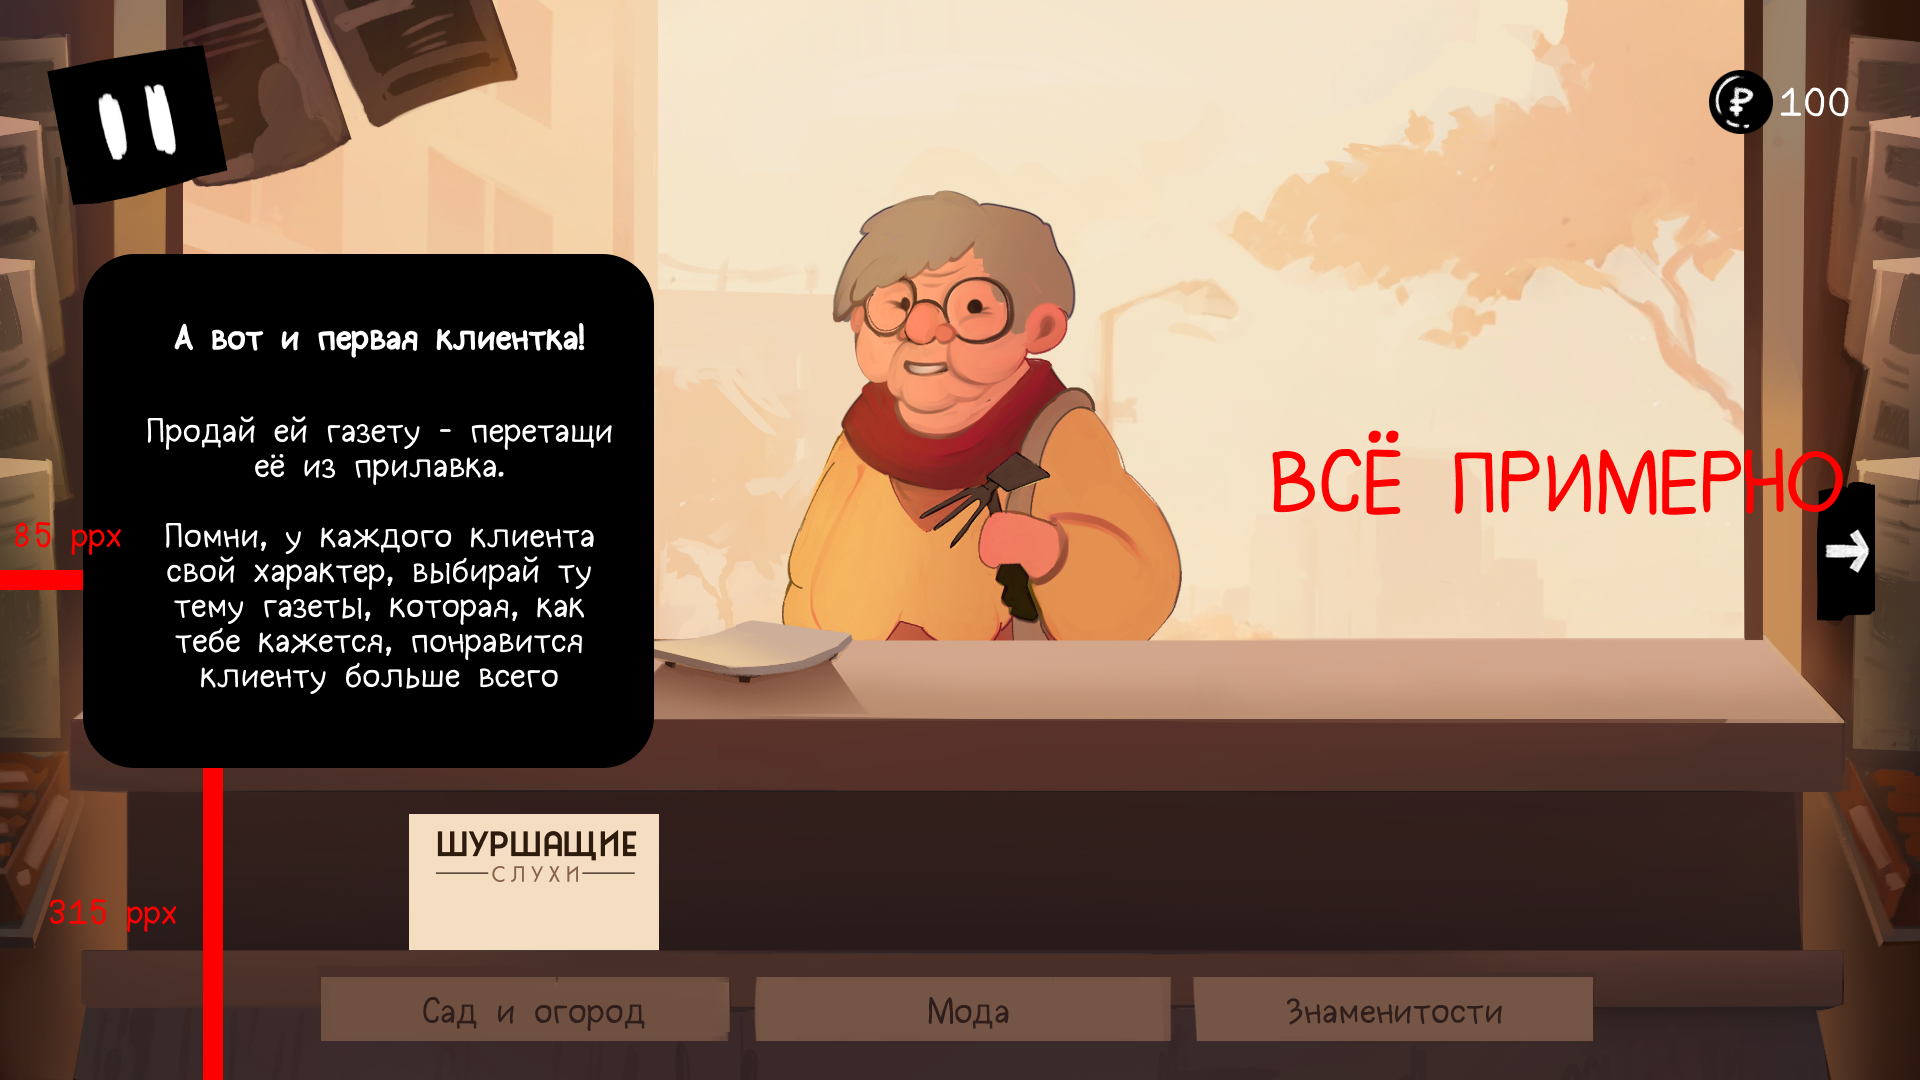 ₽ 100
А вот и первая клиентка!
Продай ей газету - перетащи
её из прилавка.
Помни, у каждого клиента
свой характер, выбирай ту
тему газеты, которая, как
тебе кажется, понравится
клиенту больше всего
ВСЁ ПРИМЕРНО
85 ppx
315 ppx
ШУРШАЩИЕ
СЛУХИ
Сад и огород
Мода
Знаменитости